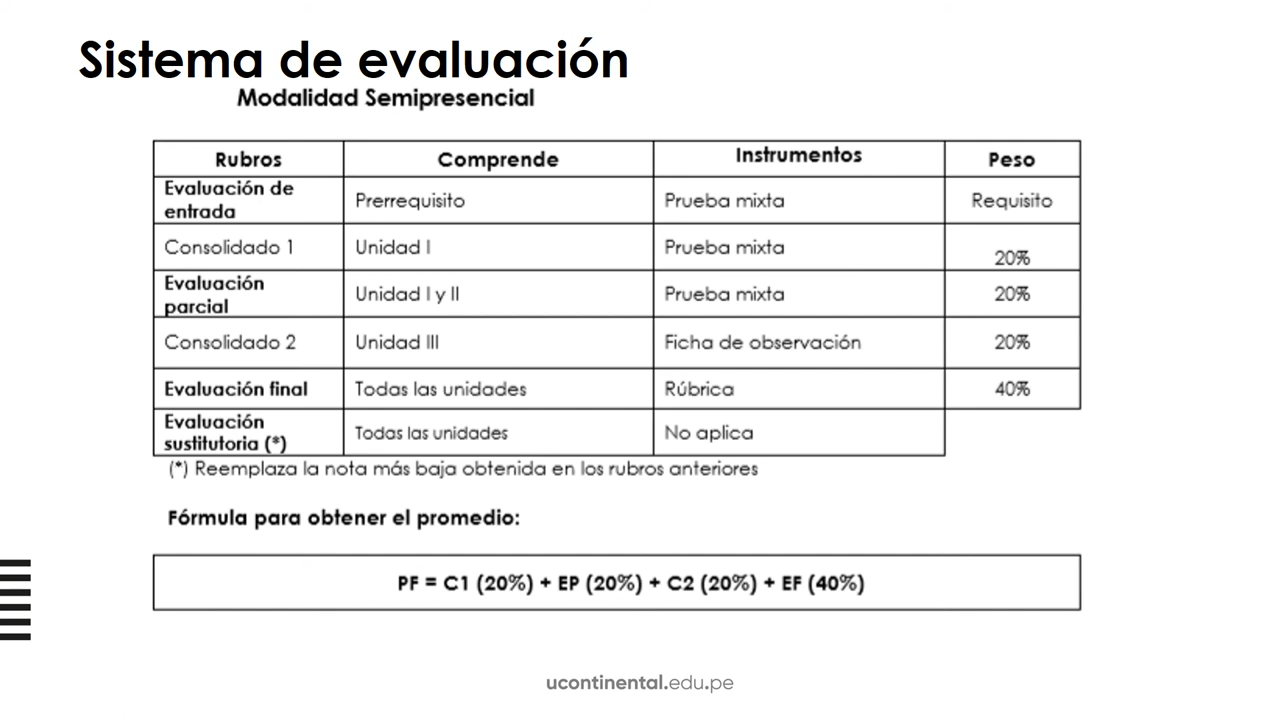 Sistema de evaluación
Modalidad Semipresencial
Rubros Comprende Instrumentos Peso
Evaluación de entrada Prerrequisito Prueba mixta Requisito
Consolidado 1 Unidad I Prueba mixta 20%
Evaluación parcial Unidad I y II Prueba mixta 20%
Consolidado 2 Unidad III Ficha de observación 20%
Evaluación final Todas las unidades Rúbrica 40%
Evaluación sustitutoria (*) Todas las unidades No aplica
(*) Reemplaza la nota más baja obtenida en los rubros anteriores
Fórmula para obtener el promedio:
PF = C1 (20%) + EP (20%) + C2 (20%) + EF (40%)
ucontinental.edu.pe